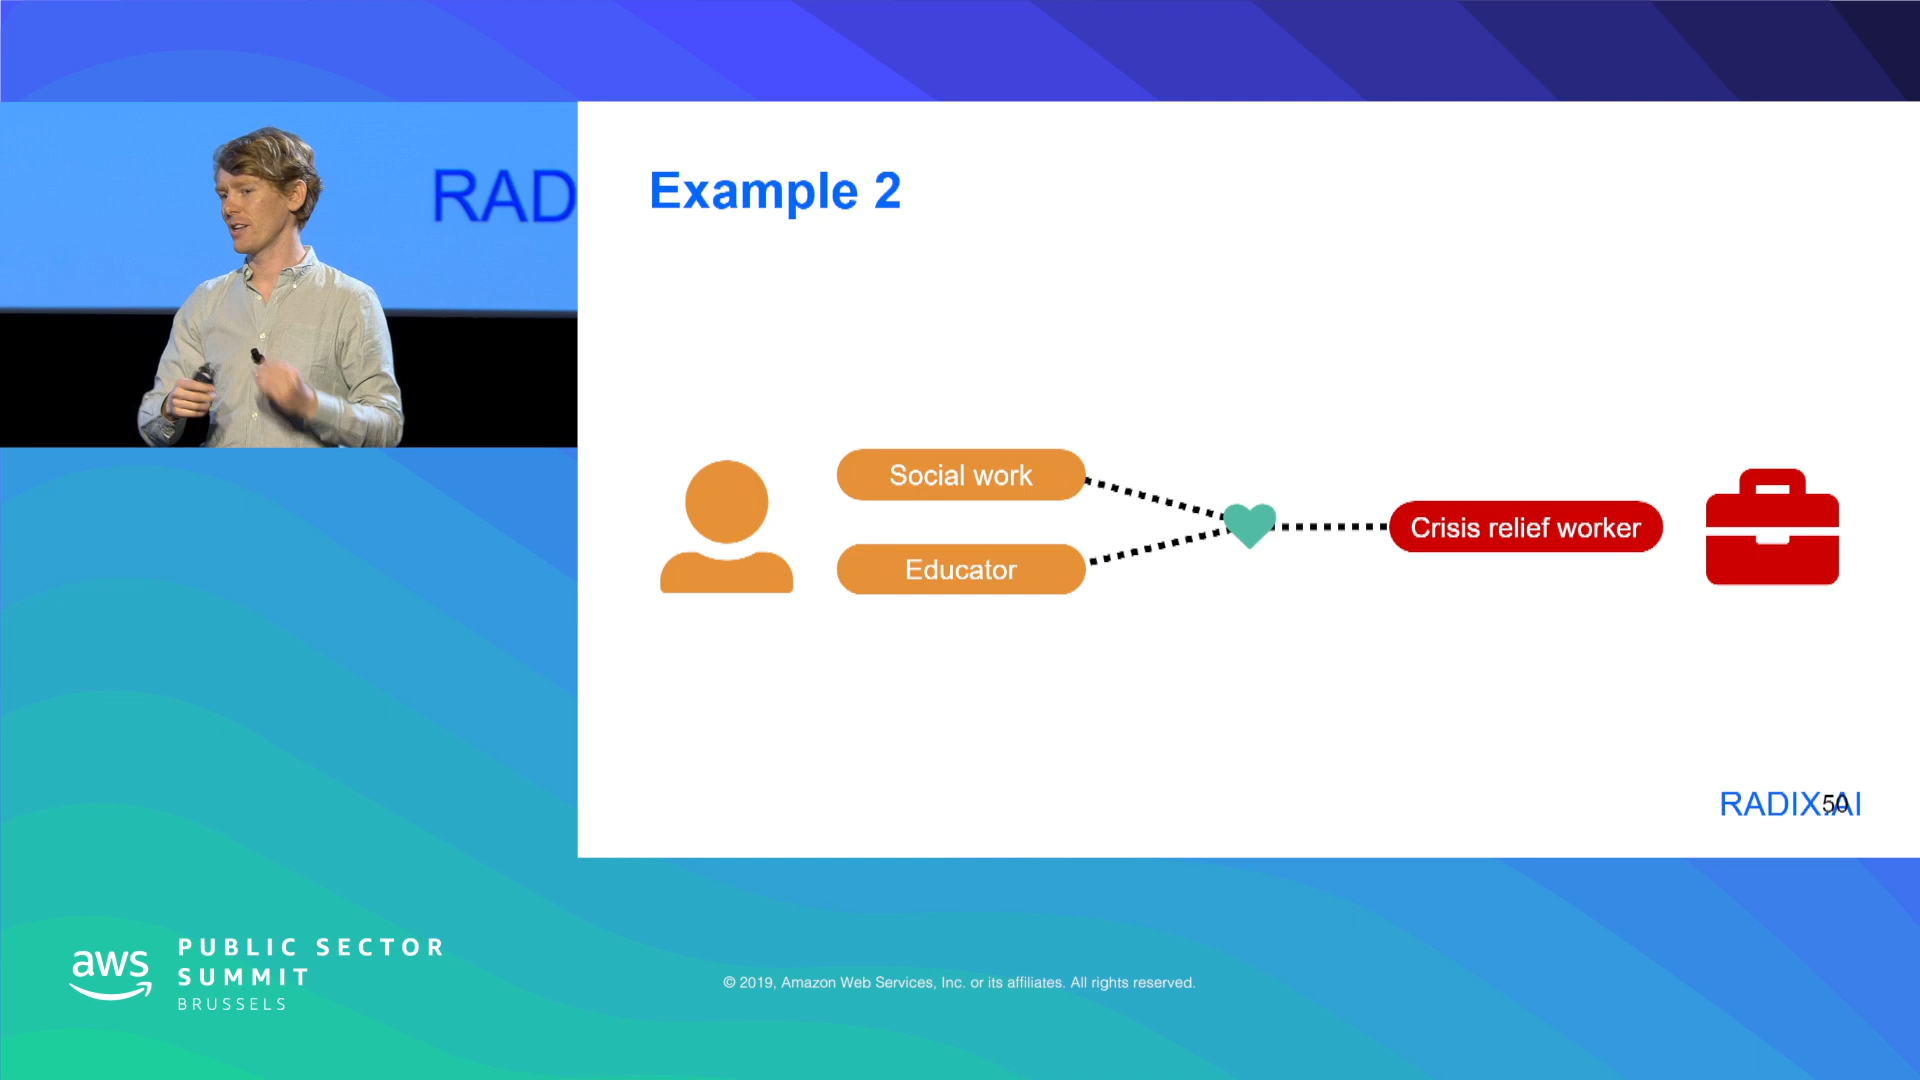 RAD
Example 2
Social work
Educator
Crisis relief worker
RADIX.AI
50
aws
PUBLIC SECTOR
SUMMIT
BRUSSELS
© 2019, Amazon Web Services, Inc. or its affiliates. All rights reserved.